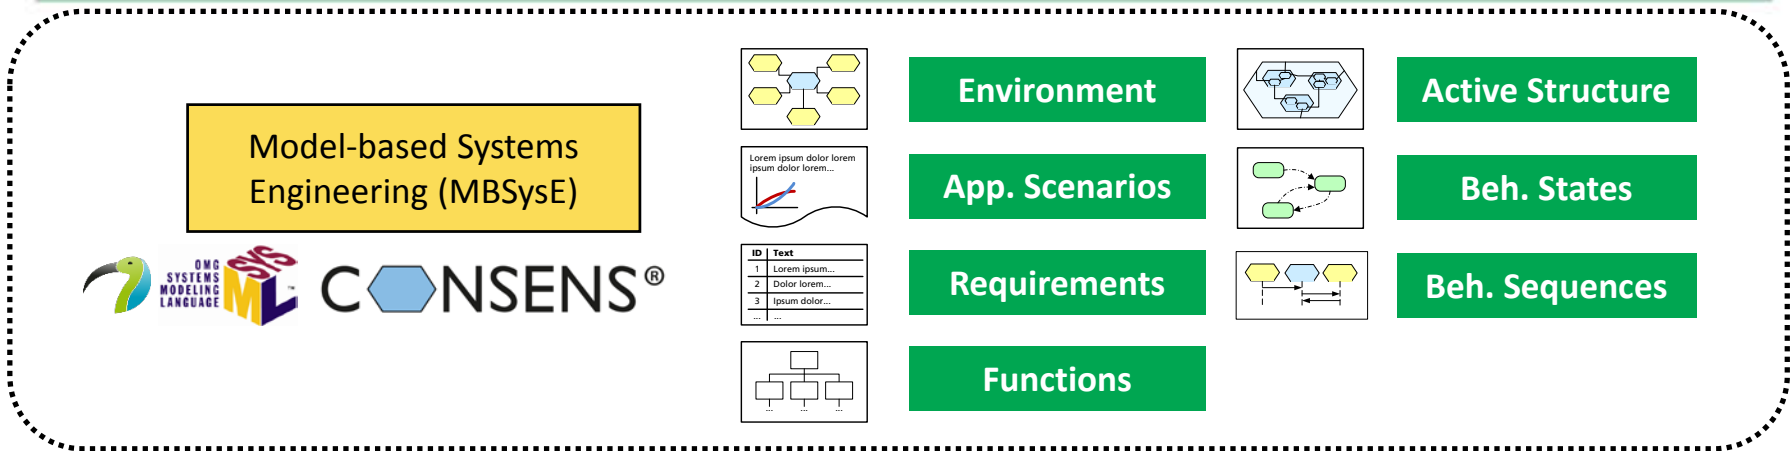 Model-based Systems
Engineering (MBSysE)
OMG
SYSTEMS
MODELING
LANGUAGE
SYS
ML™
CONSENS®
Environment
Lorem ipsum dolor lorem
ipsum dolor lorem...
App. Scenarios
ID Text
1 Lorem ipsum...
2 Dolor lorem...
3 Ipsum dolor...
... ...
Requirements
... ... ...
Functions
Active Structure
Beh. States
Beh. Sequences